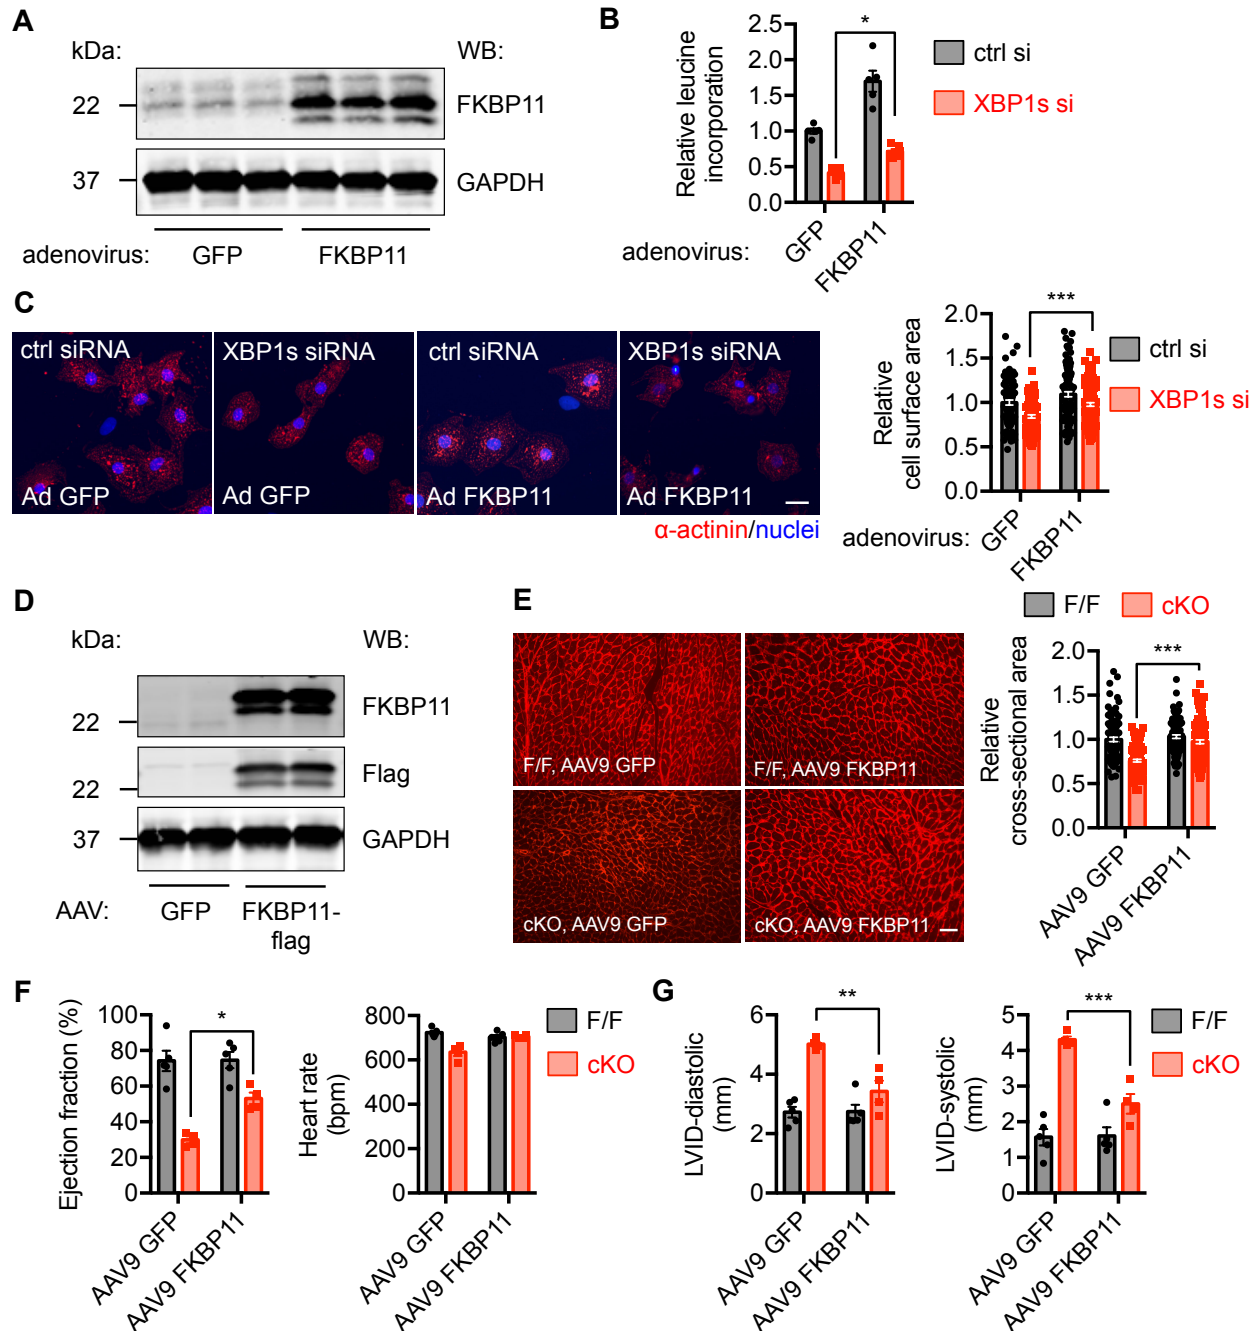 A
kDa:
WB:
22
FKBP11
37
GAPDH
adenovirus:
GFP
FKBP11
B
Relative leucine
incorporation
2.5
2.0
1.5
1.0
0.5
0.0
*
GFP
FKBP11
ctrl si
XBP1s si
C
ctrl siRNA
Ad GFP
XBP1s siRNA
Ad GFP
ctrl siRNA
Ad FKBP11
XBP1s siRNA
Ad FKBP11
α-actinin/nuclei
Relative
cell surface area
2.0
1.5
1.0
0.5
0.0
***
adenovirus:
GFP
FKBP11
ctrl si
XBP1s si
D
kDa:
WB:
22
FKBP11
22
Flag
37
GAPDH
AAV:
GFP
FKBP11-
flag
E
F/F, AAV9 GFP
F/F, AAV9 FKBP11
cKO, AAV9 GFP
cKO, AAV9 FKBP11
F/F
cKO
Relative
cross-sectional area
2.0
1.5
1.0
0.5
0.0
***
AAV9 GFP
AAV9 FKBP11
F
Ejection fraction (%)
100
80
60
40
20
0
*
AAV9 GFP
AAV9 FKBP11
Heart rate
(bpm)
800
600
400
200
0
AAV9 GFP
AAV9 FKBP11
F/F
cKO
G
LVID-diastolic
(mm)
6
4
2
0
**
AAV9 GFP
AAV9 FKBP11
LVID-systolic
(mm)
5
4
3
2
1
0
***
AAV9 GFP
AAV9 FKBP11
F/F
cKO